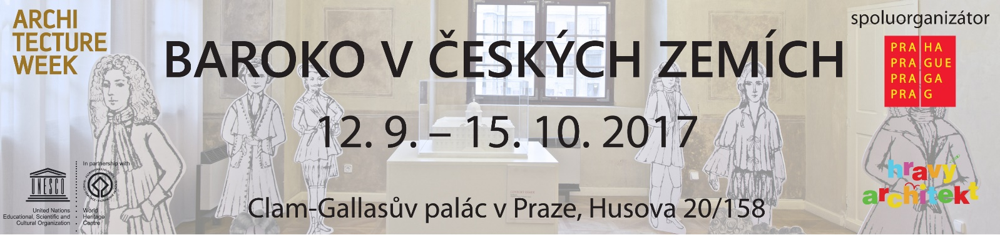 ARCHI
TECTURE
WEEK
spoluorganizátor
PRA HA
PRA GUE
PRA GA
PRA G
BAROKO V ČESKÝCH ZEMÍCH
12. 9. – 15. 10. 2017
Clam-Gallasův palác v Praze, Husova 20/158
In partnership with
UNESCO
United Nations
Educational, Scientific and
Cultural Organization
World
Heritage
Centre
hravý
architekt